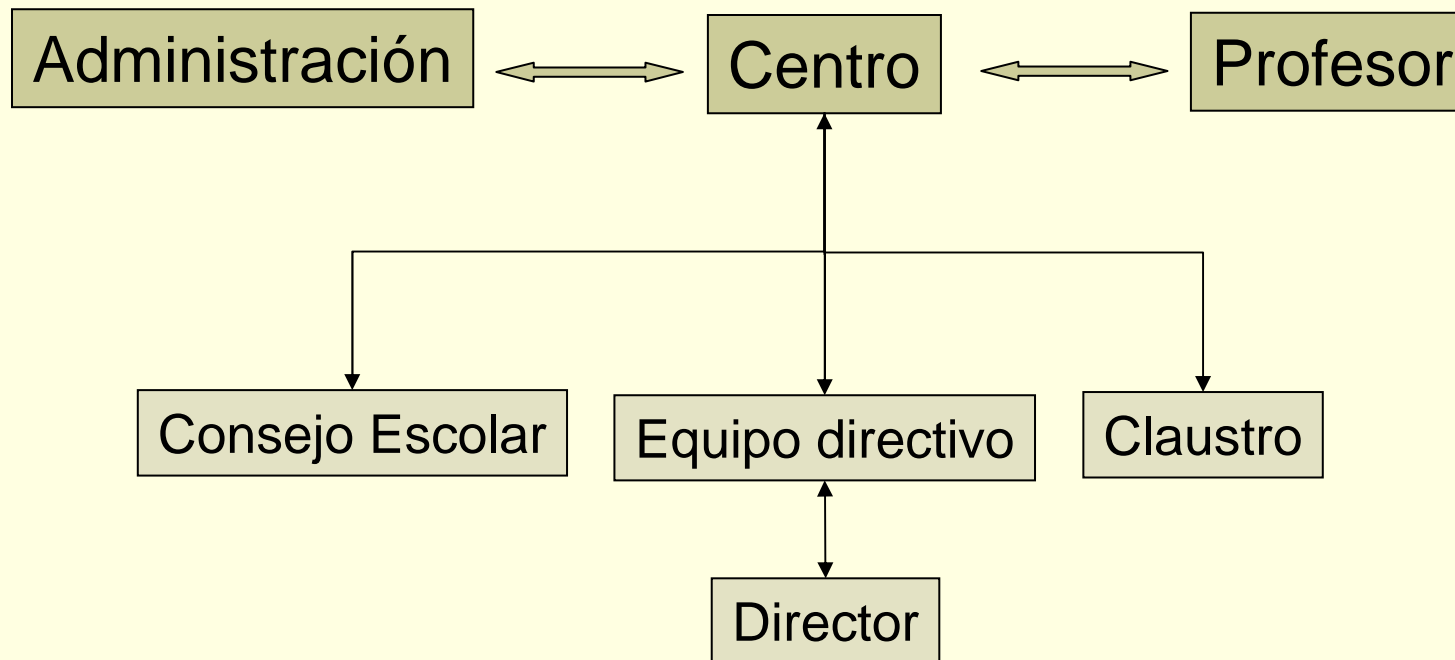 Administración
Centro
Profesor
Consejo Escolar
Equipo directivo
Claustro
Director